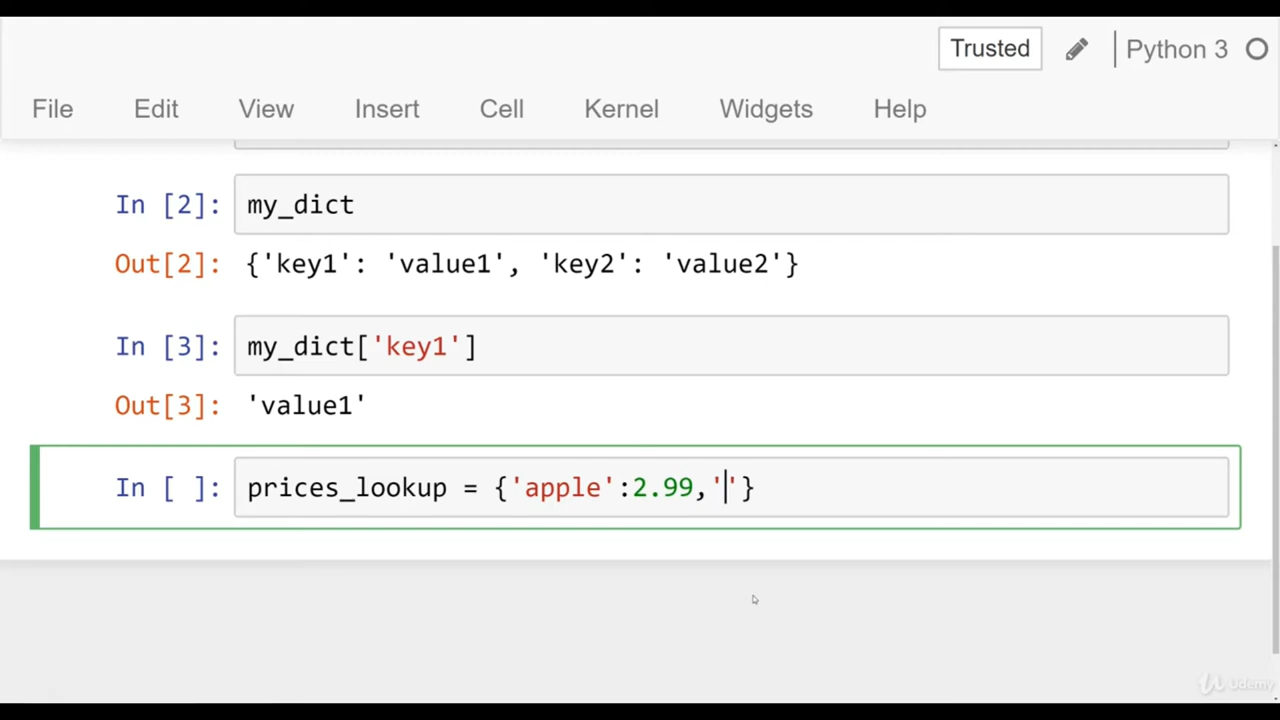 Trusted Python 3
File Edit View Insert Cell Kernel Widgets Help
In [2]: my_dict
Out[2]: {'key1': 'value1', 'key2': 'value2'}
In [3]: my_dict['key1']
Out[3]: 'value1'
In [ ]: prices_lookup = {'apple':2.99,''}
Udemy